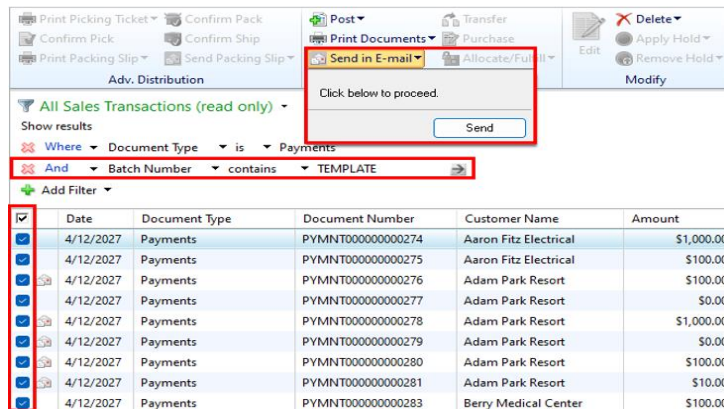 Print Picking Ticket Confirm Pack Post Transfer Delete
Confirm Pick Confirm Ship Print Documents Purchase Edit Apply Hold
Print Packing Slip Send Packing Slip Send in E-mail Allocate/Fulfill Remove Hold
Adv. Distribution Modify
Click below to proceed.
Send
All Sales Transactions (read only)
Show results
Where Document Type is Payments
And Batch Number contains TEMPLATE
Add Filter
Date Document Type Document Number Customer Name Amount
4/12/2027 Payments PYMNT000000000274 Aaron Fitz Electrical $1,000.00
4/12/2027 Payments PYMNT000000000275 Aaron Fitz Electrical $100.00
4/12/2027 Payments PYMNT000000000276 Adam Park Resort $100.00
4/12/2027 Payments PYMNT000000000277 Adam Park Resort $0.00
4/12/2027 Payments PYMNT000000000278 Adam Park Resort $1,000.00
4/12/2027 Payments PYMNT000000000279 Adam Park Resort $0.00
4/12/2027 Payments PYMNT000000000280 Adam Park Resort $100.00
4/12/2027 Payments PYMNT000000000281 Adam Park Resort $10.00
4/12/2027 Payments PYMNT000000000283 Berry Medical Center $100.00